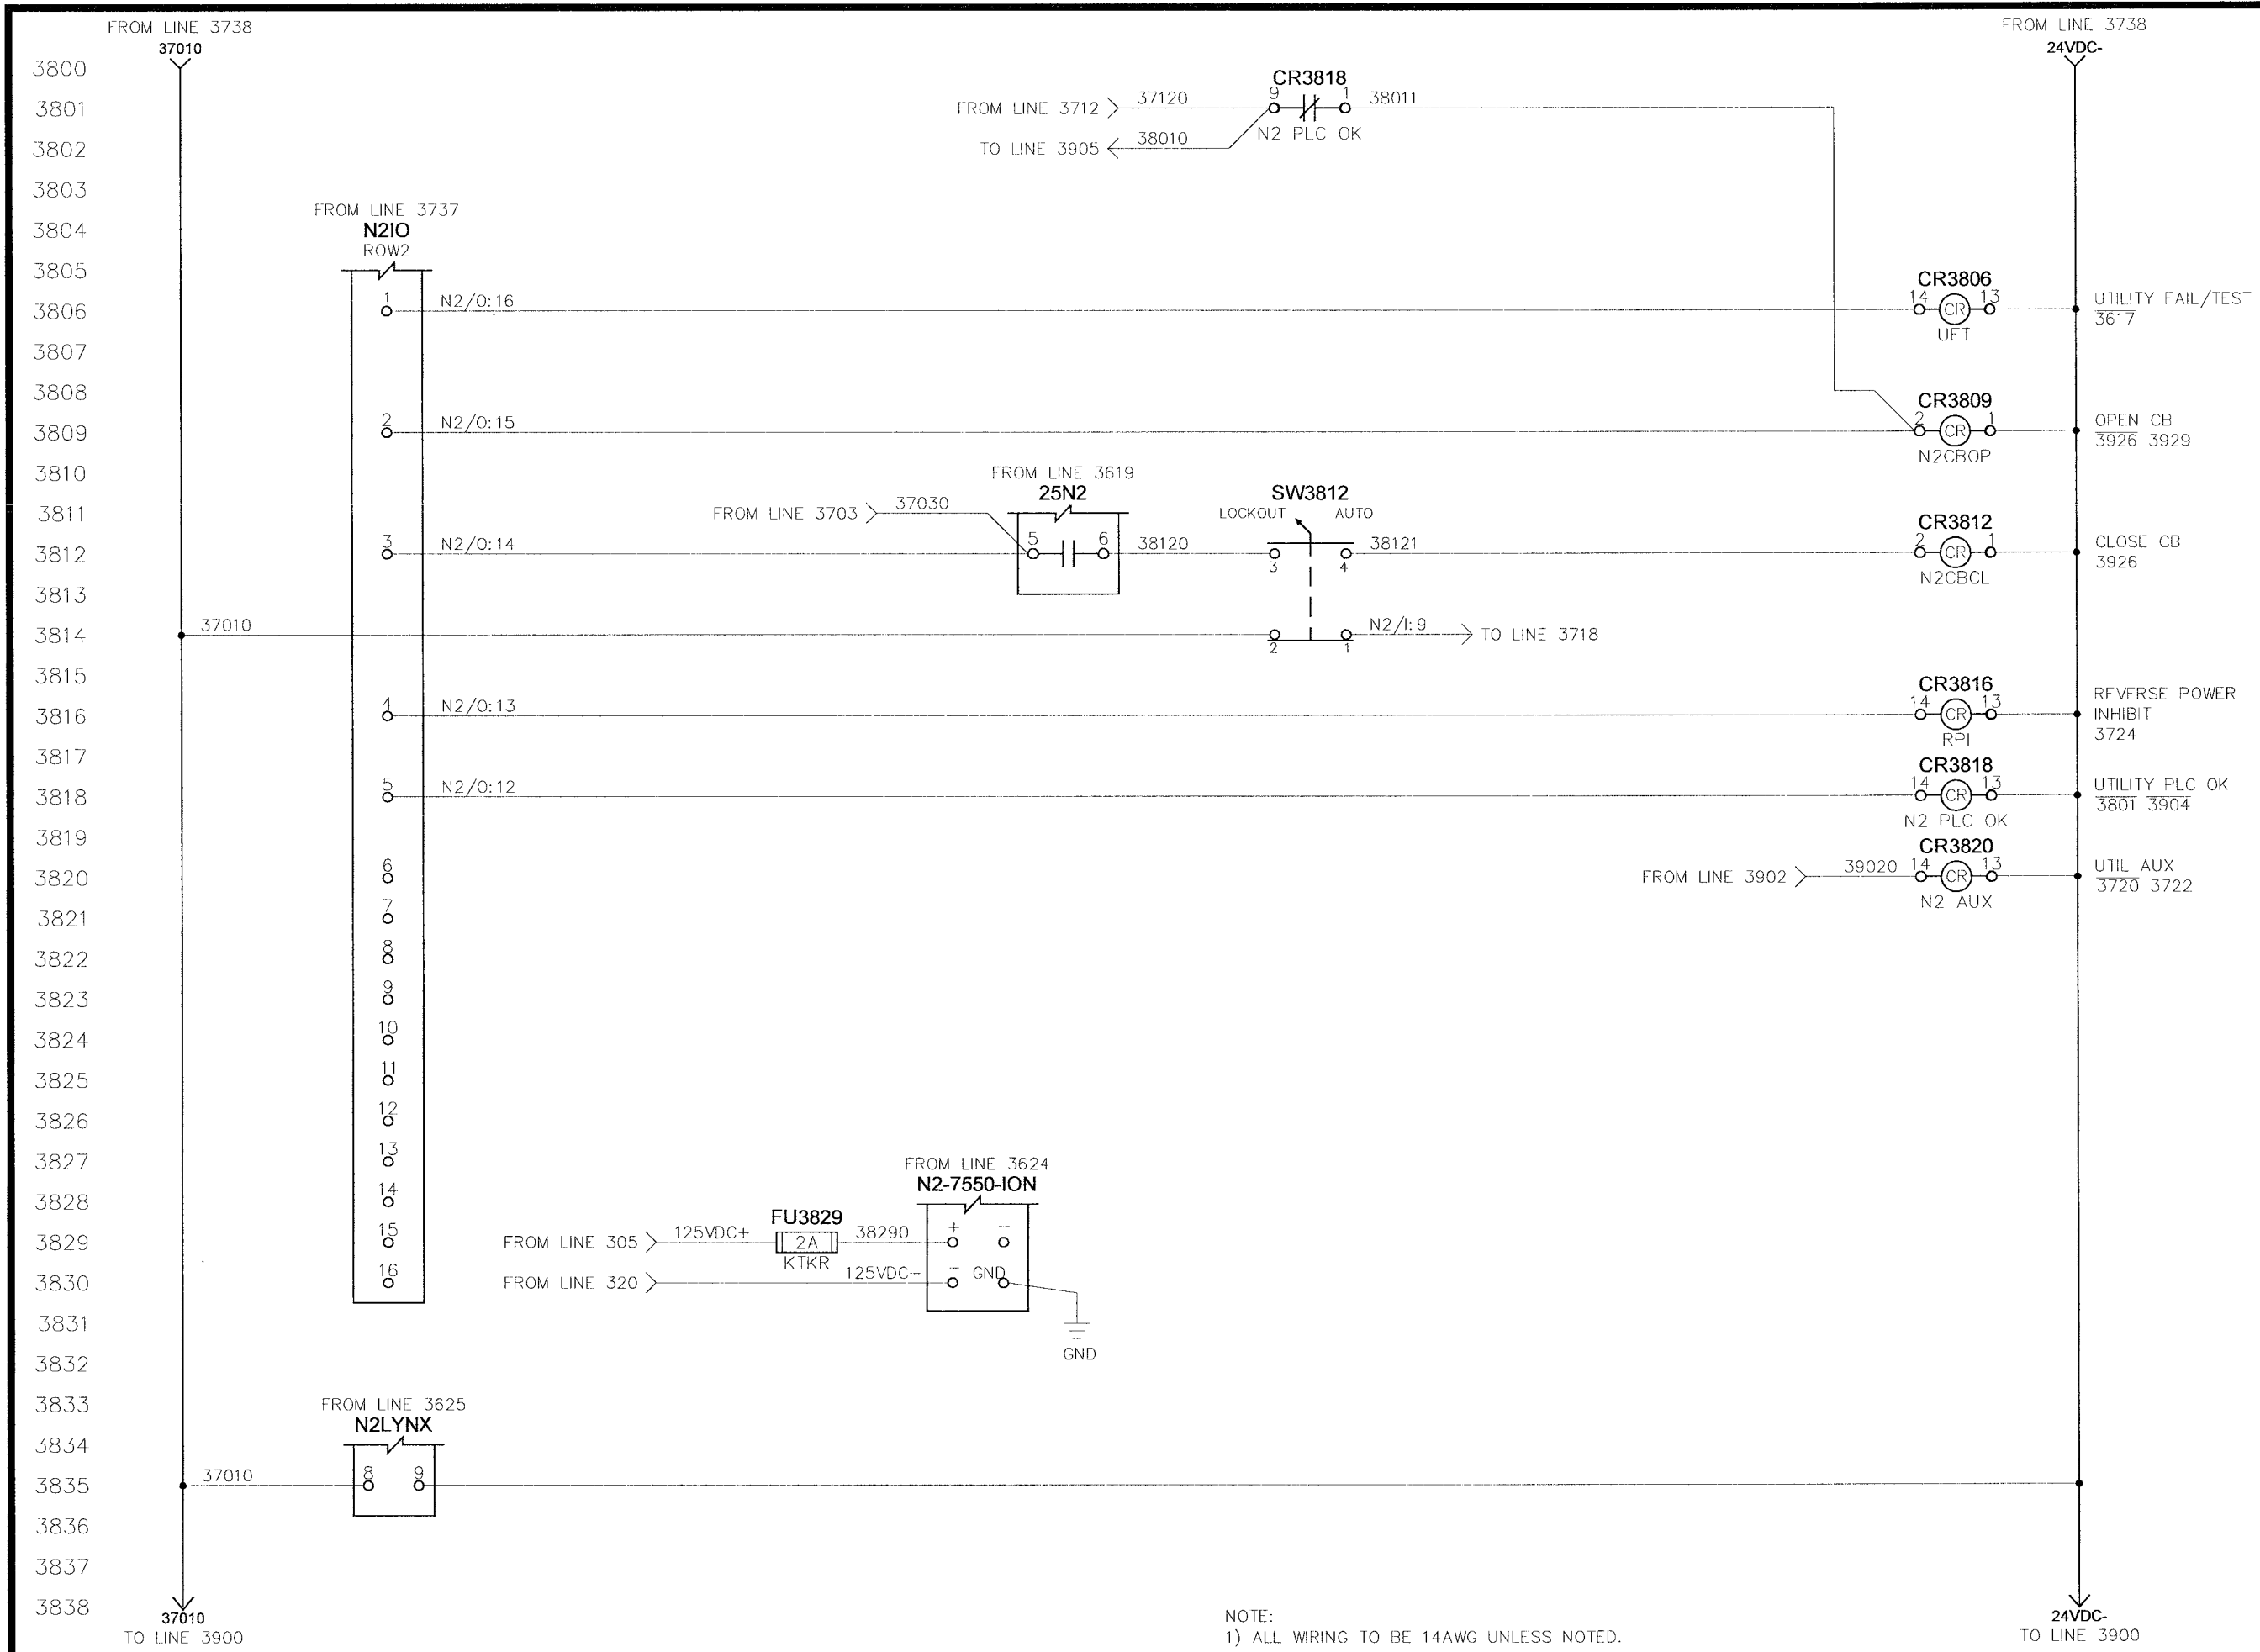 FROM LINE 3738
37010
FROM LINE 3738
24VDC-
3800
CR3818
3801
FROM LINE 3712
37120
9
1
38011
N2 PLC OK
3802
TO LINE 3905
38010
3803
FROM LINE 3737
3804
N2IO
ROW2
3805
CR3806
3806
1
N2/O:16
14
CR
13
UFT
UTILITY FAIL/TEST
3617
3807
3808
CR3809
3809
2
N2/O:15
2
CR
1
N2CBOP
OPEN CB
3926 3929
3810
FROM LINE 3619
25N2
SW3812
3811
FROM LINE 3703
37030
LOCKOUT
AUTO
CR3812
3812
3
N2/O:14
5
6
38120
3
4
38121
2
CR
1
N2CBCL
CLOSE CB
3926
3813
3814
37010
2
1
N2/I:9
TO LINE 3718
3815
CR3816
3816
4
N2/O:13
14
CR
13
RPI
REVERSE POWER
INHIBIT
3724
3817
CR3818
3818
5
N2/O:12
14
CR
13
N2 PLC OK
UTILITY PLC OK
3801 3904
3819
CR3820
3820
6
FROM LINE 3902
39020
14
CR
13
N2 AUX
UTIL AUX
3720 3722
3821
7
3822
8
3823
9
3824
10
3825
11
3826
12
3827
13
FROM LINE 3624
N2-7550-ION
3828
14
FU3829
3829
15
FROM LINE 305
125VDC+
2A
KTKR
38290
+
-
3830
16
FROM LINE 320
125VDC-
-
GND
3831
GND
3832
3833
FROM LINE 3625
N2LYNX
3834
3835
37010
8
9
3836
3837
3838
37010
TO LINE 3900
NOTE:
1) ALL WIRING TO BE 14AWG UNLESS NOTED.
24VDC-
TO LINE 3900